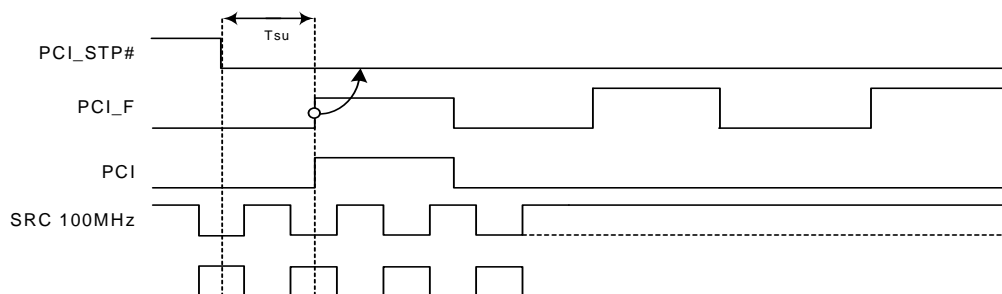 Tsu
PCI_STP#
PCI_F
PCI
SRC 100MHz